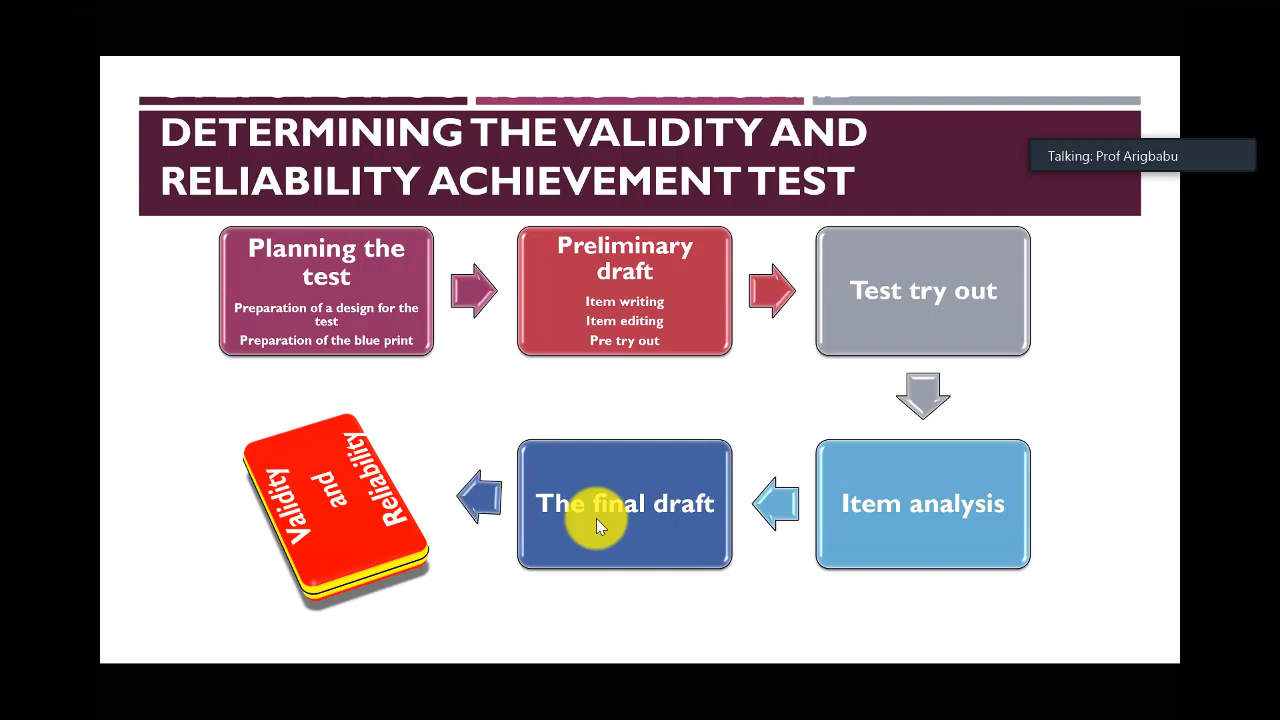 DETERMINING THE VALIDITY AND
RELIABILITY ACHIEVEMENT TEST
Talking: Prof Arigbabu
Planning the
test
Preparation of a design for the
test
Preparation of the blue print
Preliminary
draft
Item writing
Item editing
Pre try out
Test try out
Item analysis
The final draft
Validity
and
Reliability